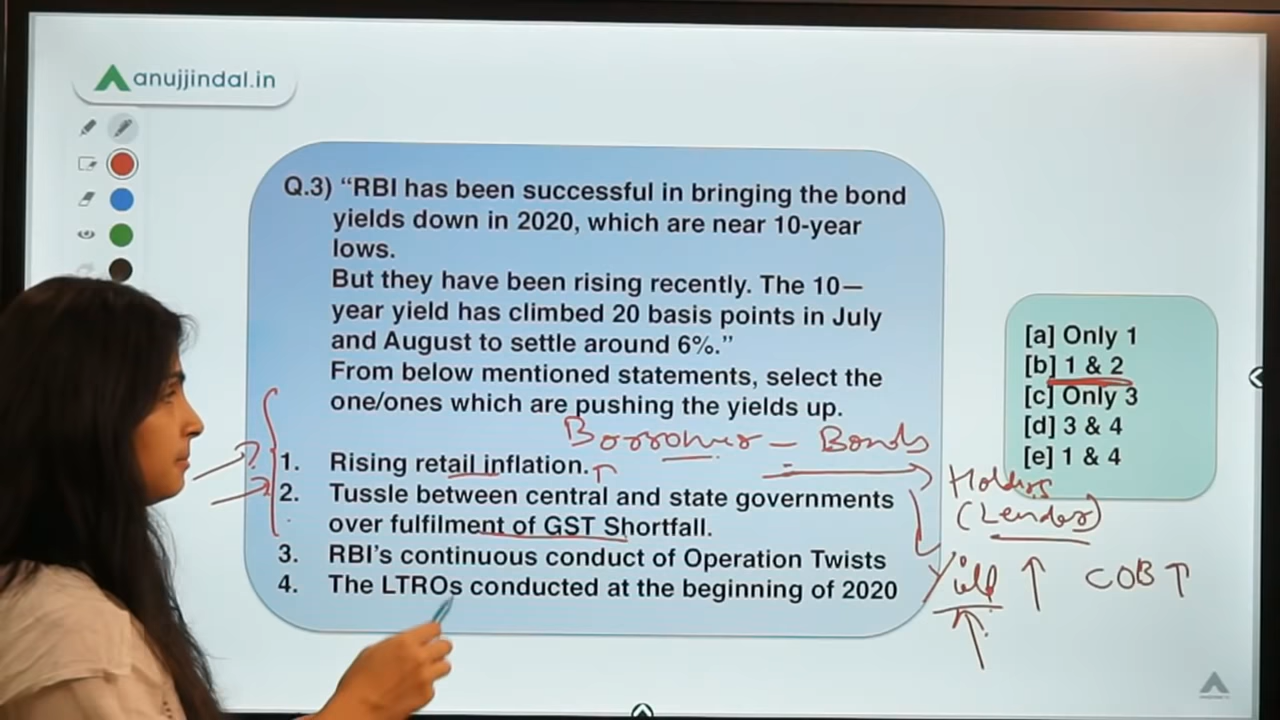 anujjindal.in
Q.3) “RBI has been successful in bringing the bond
yields down in 2020, which are near 10-year
lows.
But they have been rising recently. The 10—
year yield has climbed 20 basis points in July
and August to settle around 6%.”
From below mentioned statements, select the
one/ones which are pushing the yields up.
Borrower - Bonds
1. Rising retail inflation.
2. Tussle between central and state governments
over fulfilment of GST Shortfall.
3. RBI’s continuous conduct of Operation Twists
4. The LTROs conducted at the beginning of 2020
[a] Only 1
[b] 1 & 2
[c] Only 3
[d] 3 & 4
[e] 1 & 4
Holders
(Lender)
Yield ↑ COB ↑